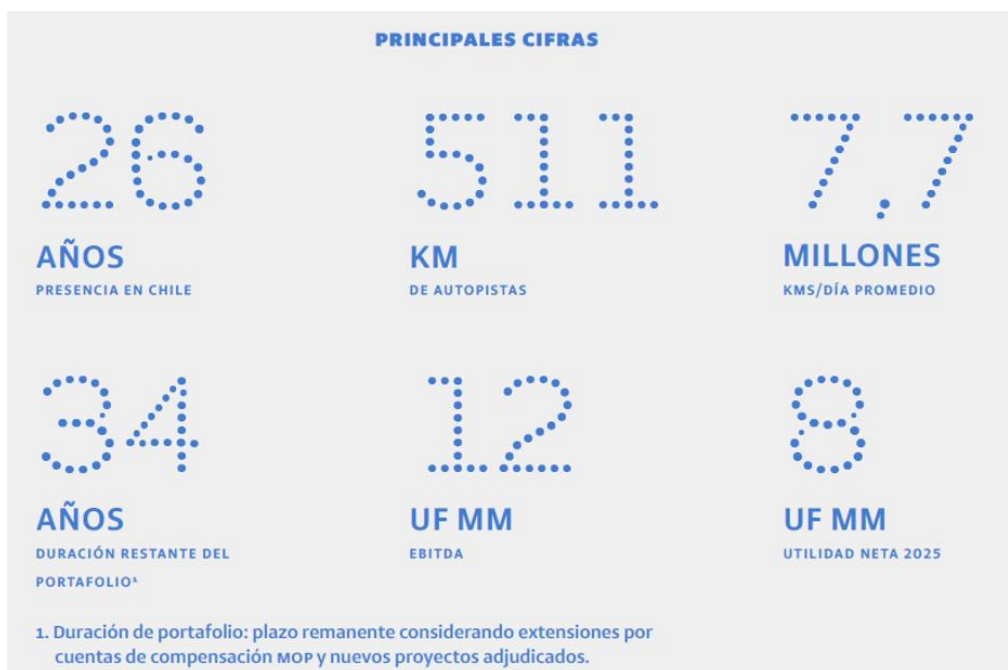 PRINCIPALES CIFRAS
26
AÑOS
PRESENCIA EN CHILE
511
KM
DE AUTOPISTAS
7,7
MILLONES
KMS/DÍA PROMEDIO
34
AÑOS
DURACIÓN RESTANTE DEL
PORTAFOLIO¹
12
UF MM
EBITDA
8
UF MM
UTILIDAD NETA 2025
1. Duración de portafolio: plazo remanente considerando extensiones por
cuentas de compensación MOP y nuevos proyectos adjudicados.